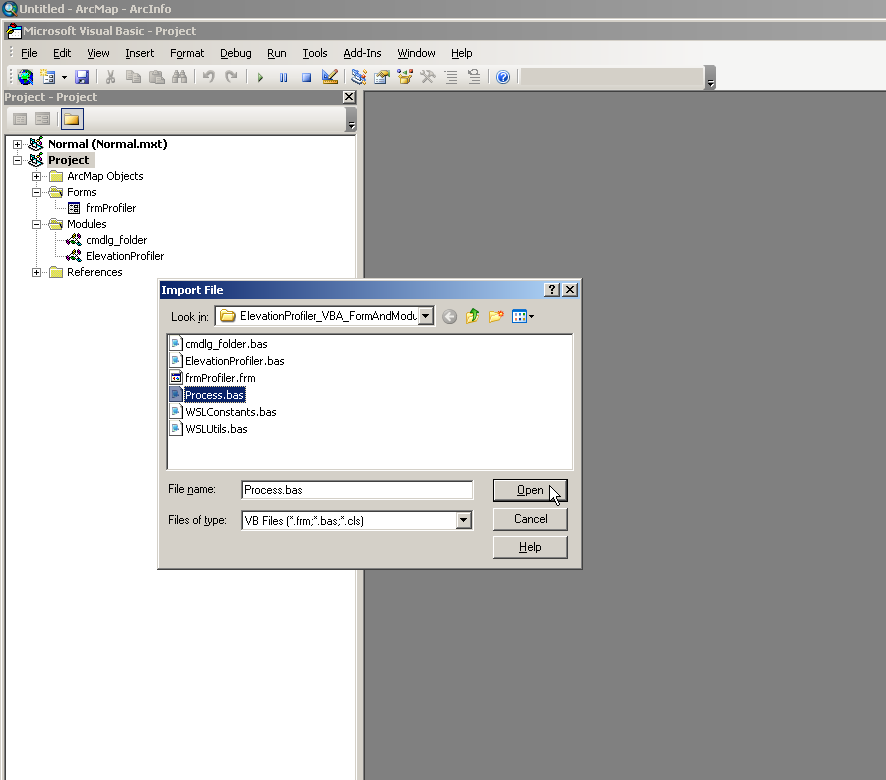 Untitled - ArcMap - ArcInfo
Microsoft Visual Basic - Project
File Edit View Insert Format Debug Run Tools Add-Ins Window Help
Project - Project
Normal (Normal.mxt)
Project
ArcMap Objects
Forms
frmProfiler
Modules
cmdlg_folder
ElevationProfiler
References
Import File
Look in: ElevationProfiler_VBA_FormAndModu
cmdlg_folder.bas
ElevationProfiler.bas
frmProfiler.frm
Process.bas
WSLConstants.bas
WSLUtils.bas
File name: Process.bas Open
Files of type: VB Files (*.frm;*.bas;*.cls) Cancel
Help